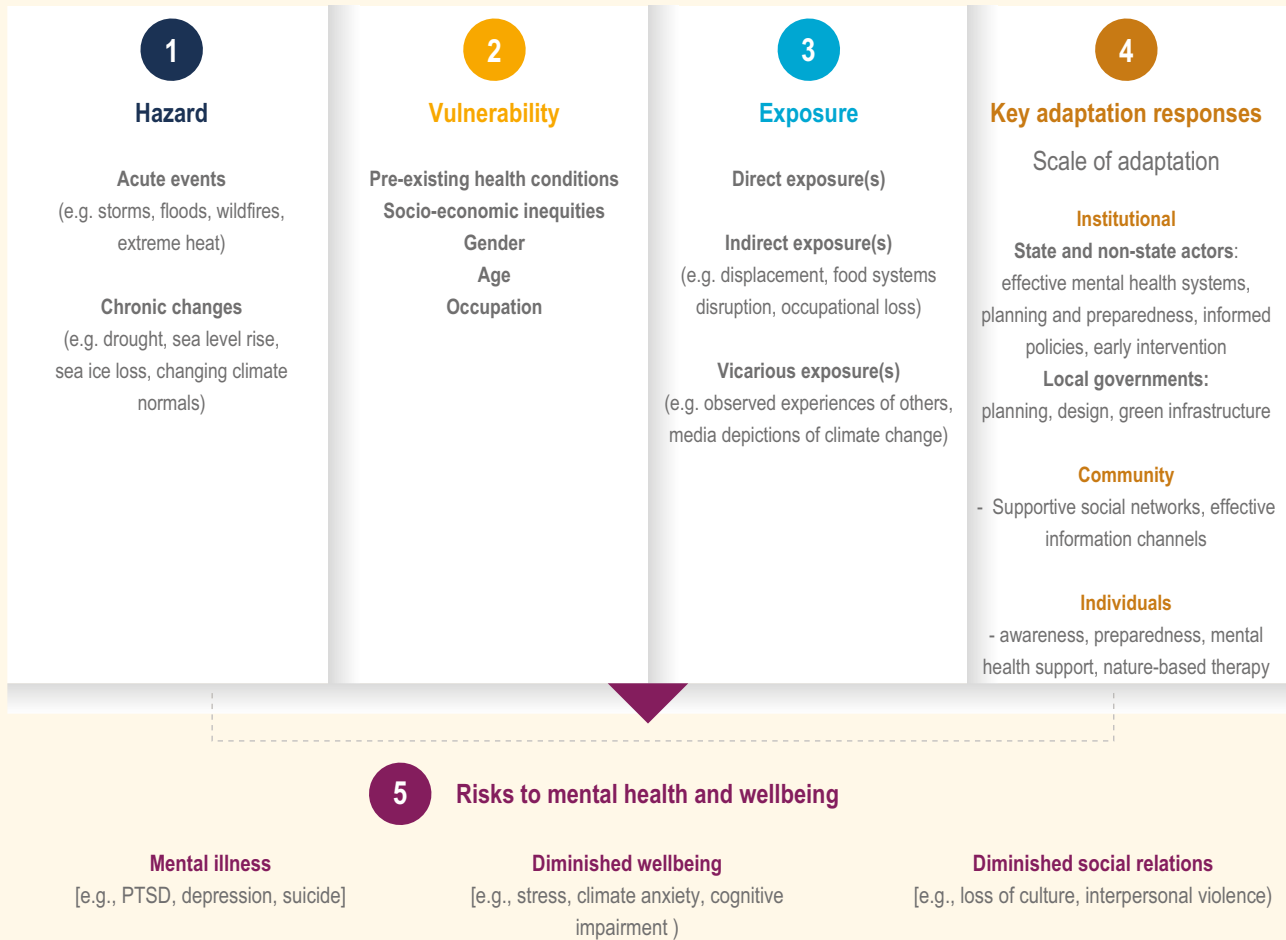 1
Hazard
Acute events
(e.g. storms, floods, wildfires,
extreme heat)
Chronic changes
(e.g. drought, sea level rise,
sea ice loss, changing climate
normals)
2
Vulnerability
Pre-existing health conditions
Socio-economic inequities
Gender
Age
Occupation
3
Exposure
Direct exposure(s)
Indirect exposure(s)
(e.g. displacement, food systems
disruption, occupational loss)
Vicarious exposure(s)
(e.g. observed experiences of others,
media depictions of climate change)
4
Key adaptation responses
Scale of adaptation
Institutional
State and non-state actors:
effective mental health systems,
planning and preparedness, informed
policies, early intervention
Local governments:
planning, design, green infrastructure
Community
- Supportive social networks, effective
information channels
Individuals
- awareness, preparedness, mental
health support, nature-based therapy
5
Risks to mental health and wellbeing
Mental illness
[e.g., PTSD, depression, suicide]
Diminished wellbeing
[e.g., stress, climate anxiety, cognitive
impairment )
Diminished social relations
[e.g., loss of culture, interpersonal violence)